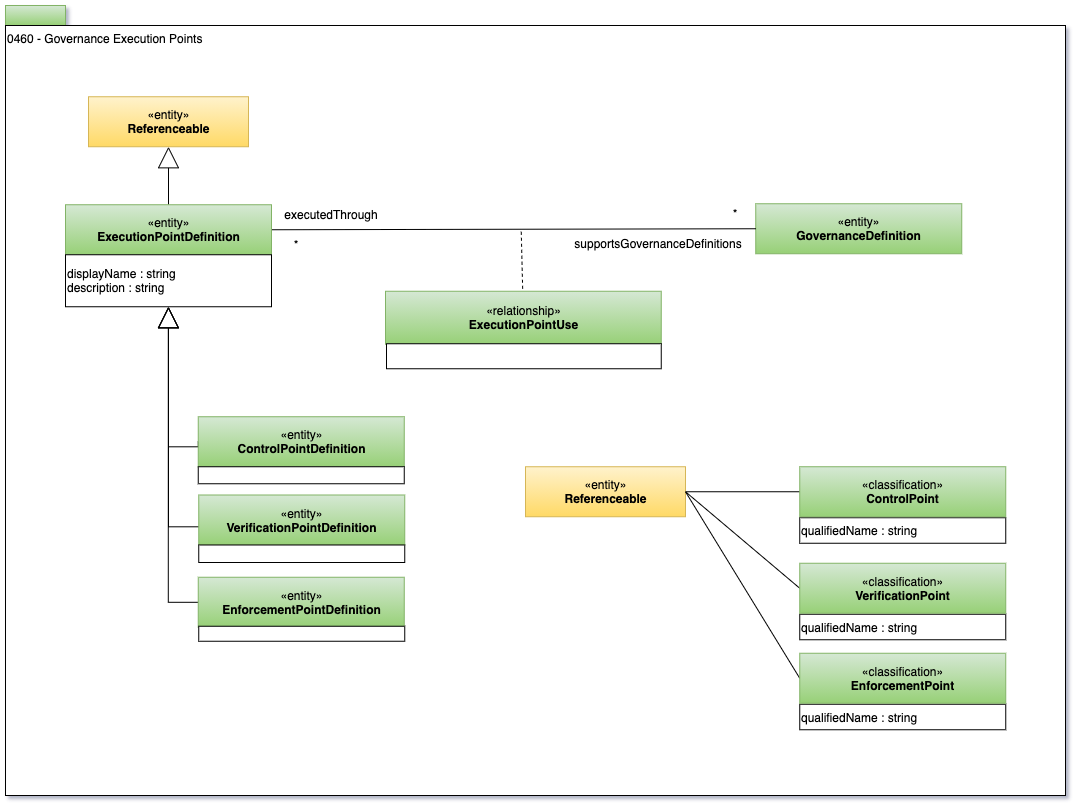 0460 - Governance Execution Points
«entity»
Referenceable
«entity»
ExecutionPointDefinition
displayName : string
description : string
executedThrough
*
*
supportsGovernanceDefinitions
«entity»
GovernanceDefinition
«relationship»
ExecutionPointUse
«entity»
ControlPointDefinition
«entity»
VerificationPointDefinition
«entity»
EnforcementPointDefinition
«entity»
Referenceable
«classification»
ControlPoint
qualifiedName : string
«classification»
VerificationPoint
qualifiedName : string
«classification»
EnforcementPoint
qualifiedName : string